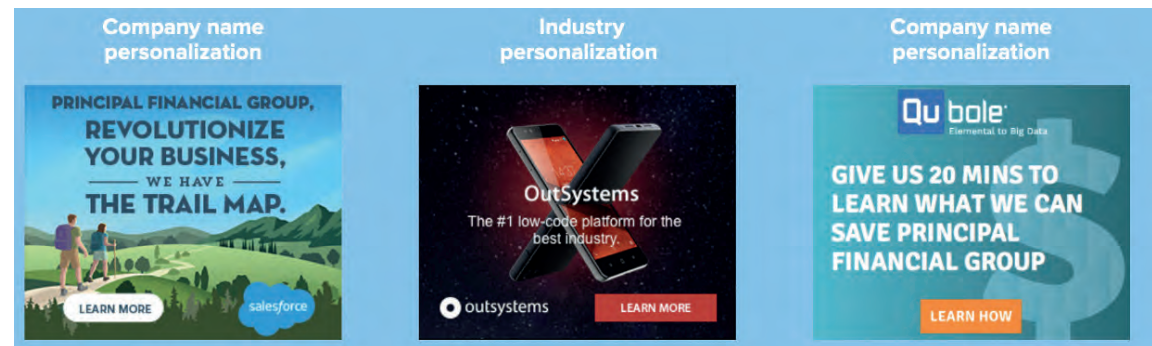 Company name
personalization
PRINCIPAL FINANCIAL GROUP,
REVOLUTIONIZE
YOUR BUSINESS,
WE HAVE
THE TRAIL MAP.
LEARN MORE
salesforce
Industry
personalization
OutSystems
The #1 low-code platform for the
best industry.
outsystems
LEARN MORE
Company name
personalization
Qubole
Elemental to Big Data
$
GIVE US 20 MINS TO
LEARN WHAT WE CAN
SAVE PRINCIPAL
FINANCIAL GROUP
LEARN HOW